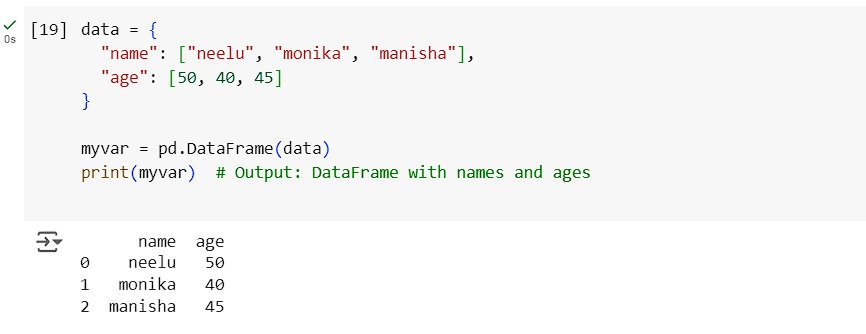 [19] data = {
"name": ["neelu", "monika", "manisha"],
"age": [50, 40, 45]
}
0s
myvar = pd.DataFrame(data)
print(myvar)  # Output: DataFrame with names and ages
name  age
0    neelu   50
1   monika   40
2  manisha   45